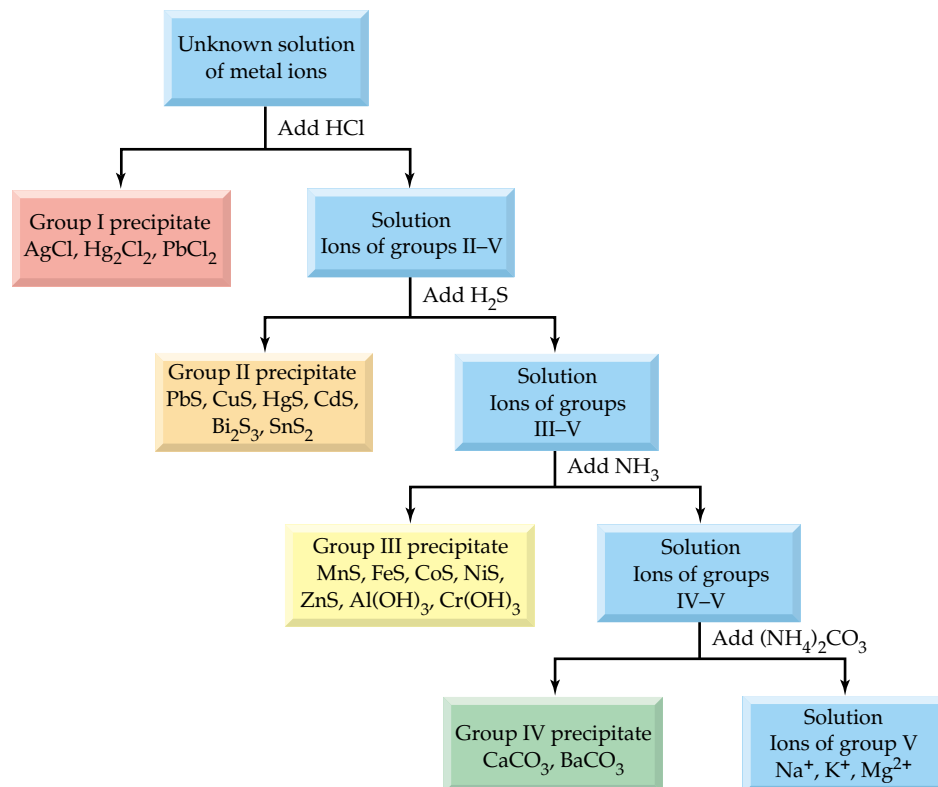 Unknown solution
of metal ions
Add HCl
Group I precipitate
AgCl, Hg₂Cl₂, PbCl₂
Solution
Ions of groups II–V
Add H₂S
Group II precipitate
PbS, CuS, HgS, CdS,
Bi₂S₃, SnS₂
Solution
Ions of groups
III–V
Add NH₃
Group III precipitate
MnS, FeS, CoS, NiS,
ZnS, Al(OH)₃, Cr(OH)₃
Solution
Ions of groups
IV–V
Add (NH₄)₂CO₃
Group IV precipitate
CaCO₃, BaCO₃
Solution
Ions of group V
Na⁺, K⁺, Mg²⁺